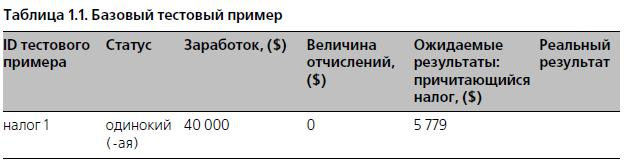 Таблица 1.1. Базовый тестовый пример
ID тестового примера Статус Заработок, ($) Величина отчислений, ($) Ожидаемые результаты: причитающийся налог, ($) Реальный результат
налог 1 одинокий (-ая) 40 000 0 5 779